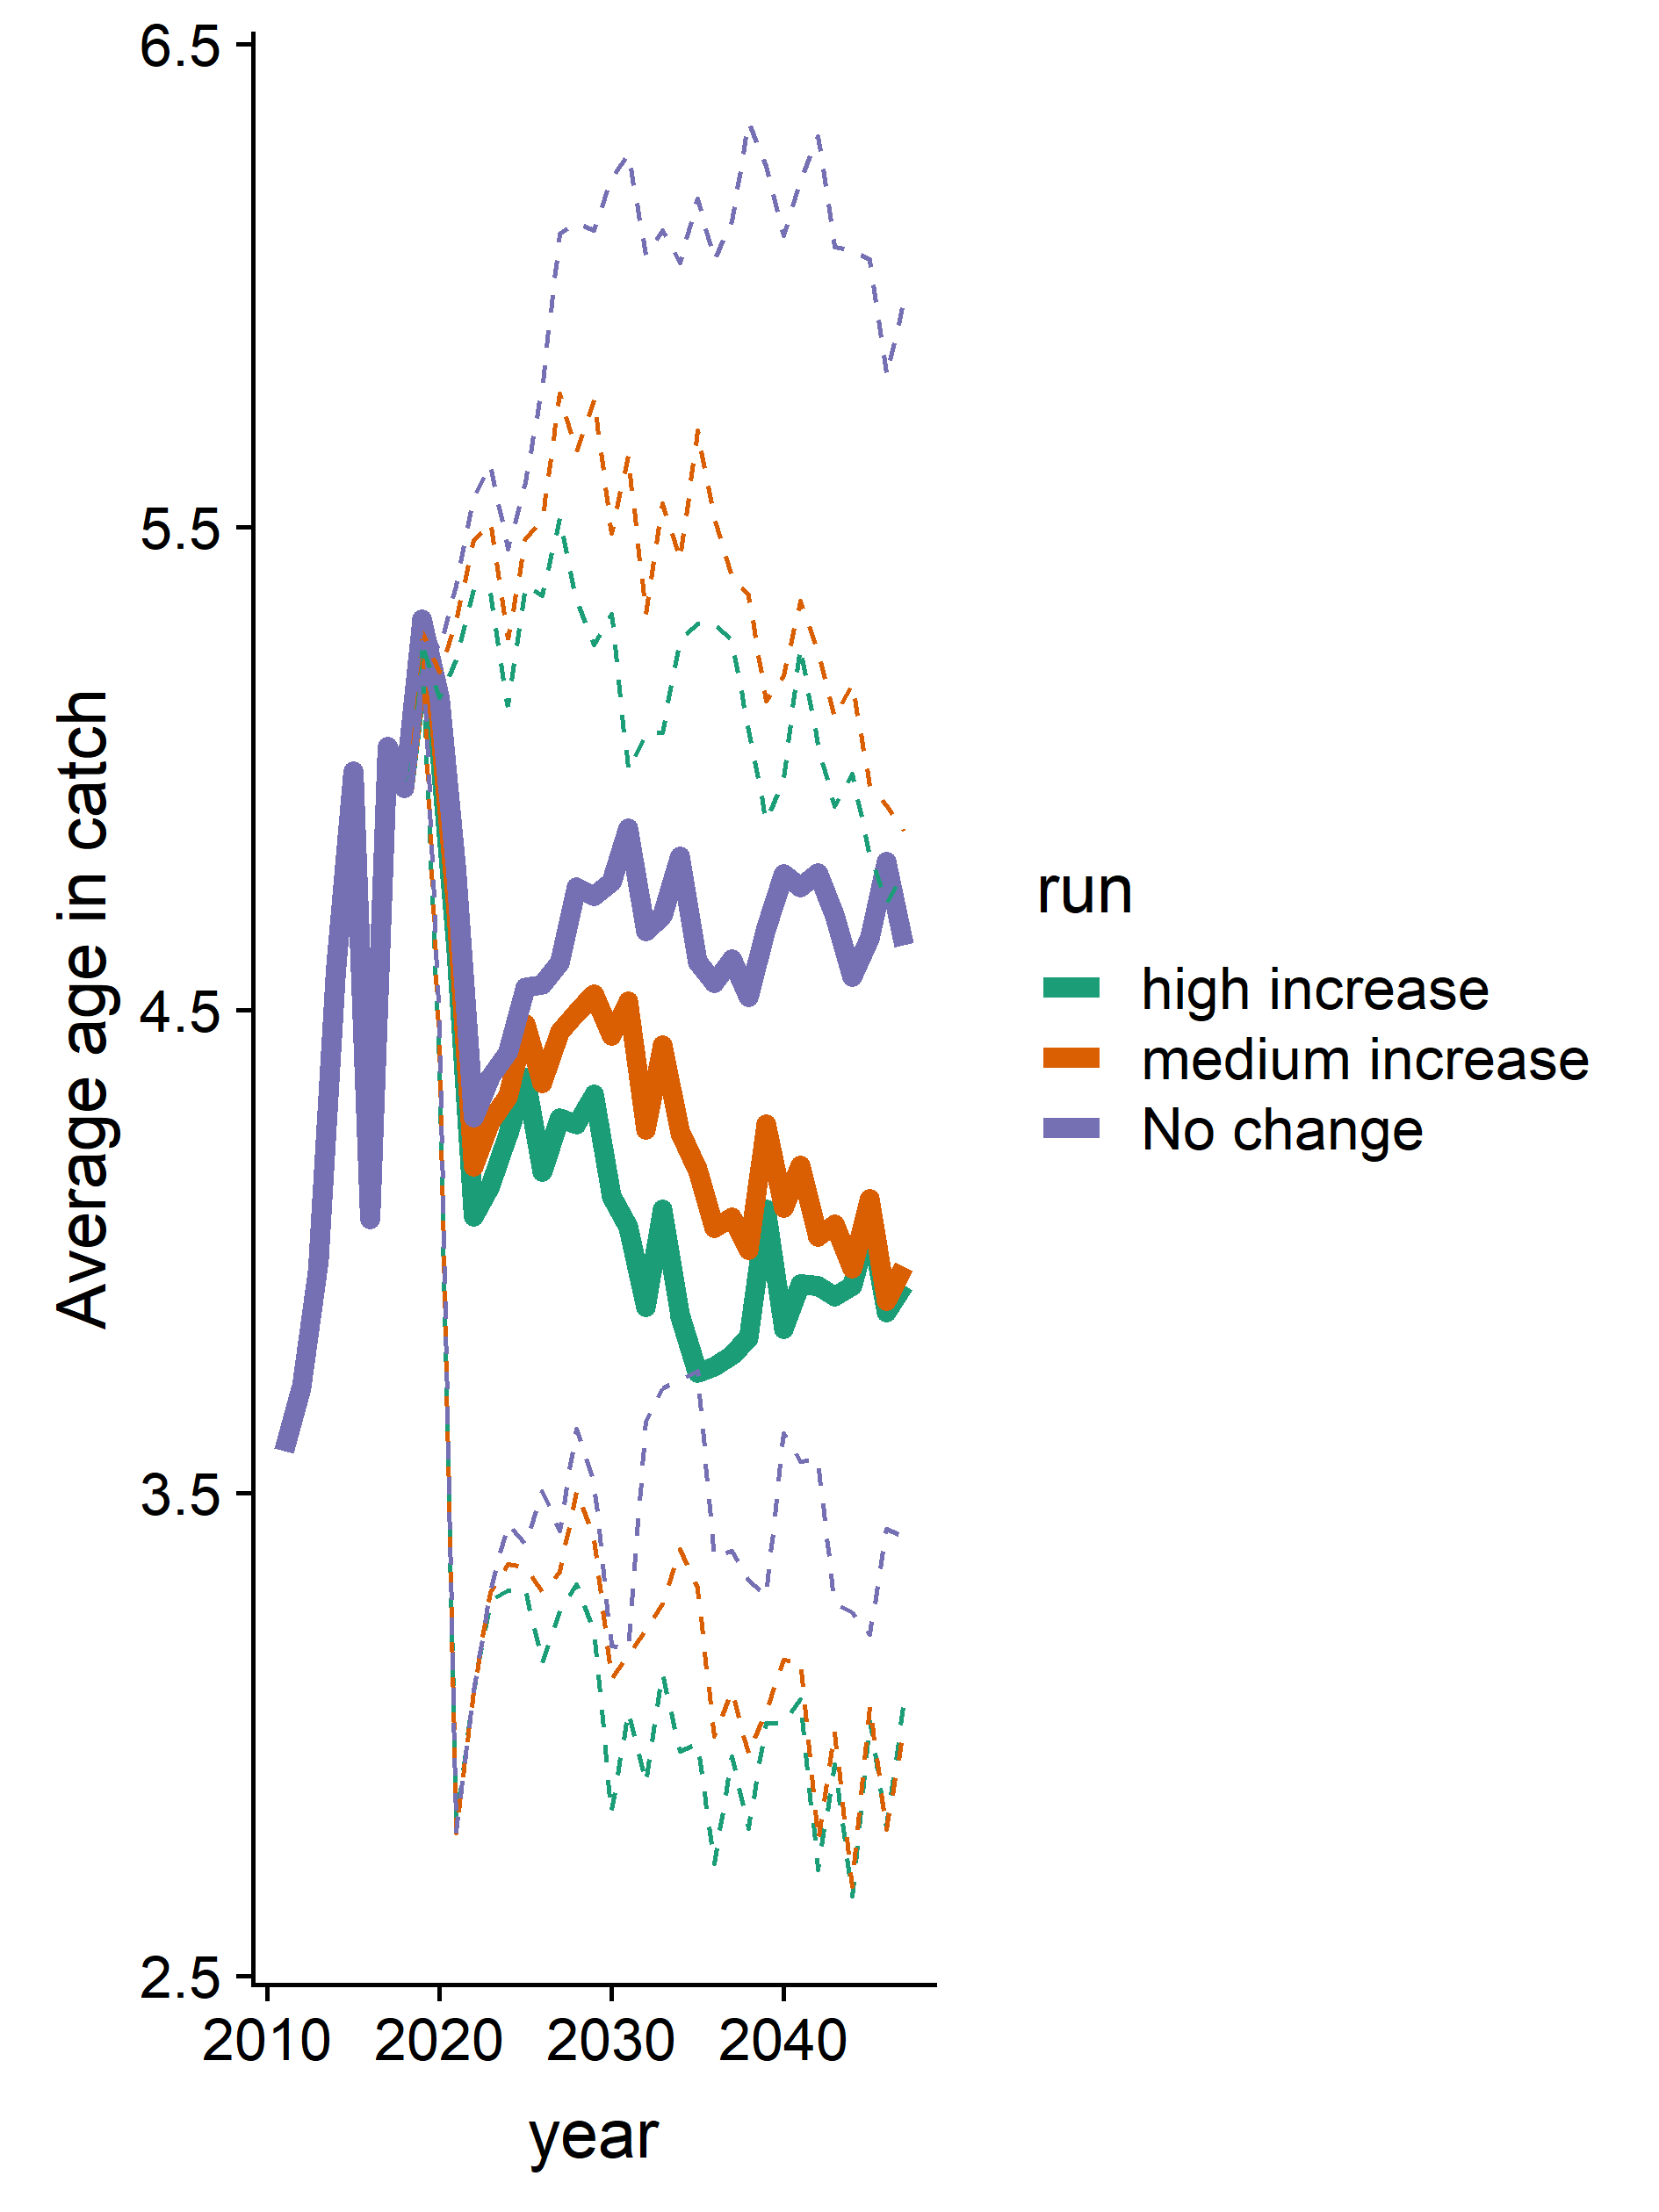 Average age in catch
6.5
5.5
4.5
3.5
2.5
2010 2020 2030 2040
year
run
high increase
medium increase
No change